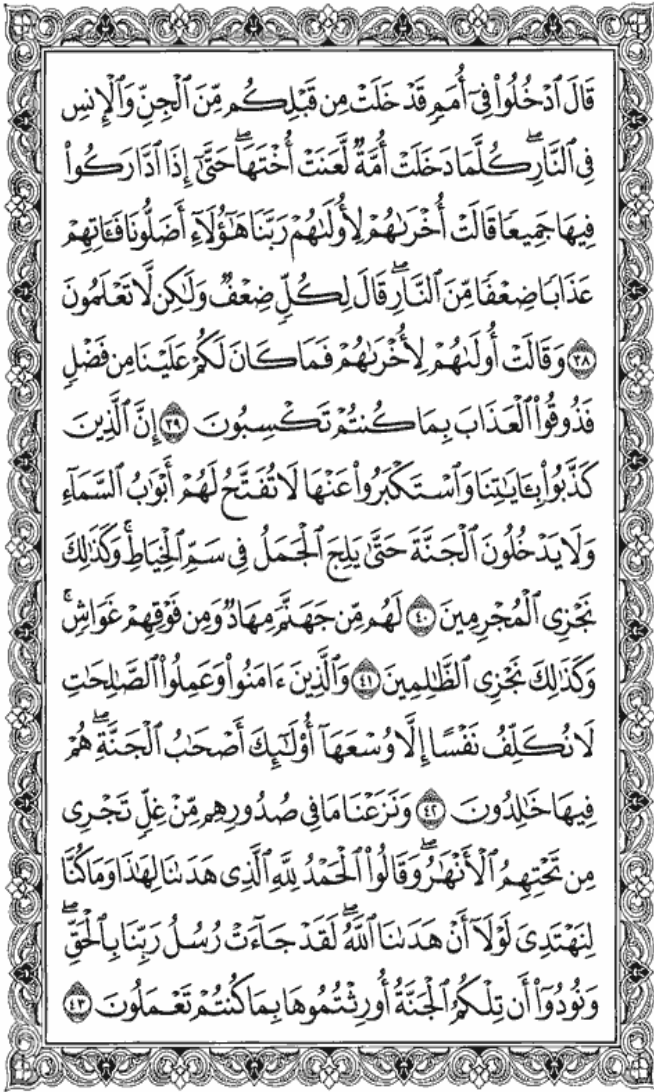 قَالَ ٱدْخُلُوا۟ فِىٓ أُمَمٍ قَدْ خَلَتْ مِن قَبْلِكُم مِّنَ ٱلْجِنِّ وَٱلْإِنسِ
فِى ٱلنَّارِ ۖ كُلَّمَا دَخَلَتْ أُمَّةٌ لَّعَنَتْ أُخْتَهَا ۖ حَتَّىٰٓ إِذَا ٱدَّارَكُوا۟
فِيهَا جَمِيعًا قَالَتْ أُخْرَىٰهُمْ لِأُولَىٰهُمْ رَبَّنَا هَٰٓؤُلَآءِ أَضَلُّونَا فَـَٔاتِهِمْ
عَذَابًا ضِعْفًا مِّنَ ٱلنَّارِ ۖ قَالَ لِكُلٍّ ضِعْفٌ وَلَٰكِن لَّا تَعْلَمُونَ
٣٨ وَقَالَتْ أُولَىٰهُمْ لِأُخْرَىٰهُمْ فَمَا كَانَ لَكُمْ عَلَيْنَا مِن فَضْلٍ
فَذُوقُوا۟ ٱلْعَذَابَ بِمَا كُنتُمْ تَكْسِبُونَ ٣٩ إِنَّ ٱلَّذِينَ
كَذَّبُوا۟ بِـَٔايَٰتِنَا وَٱسْتَكْبَرُوا۟ عَنْهَا لَا تُفَتَّحُ لَهُمْ أَبْوَٰبُ ٱلسَّمَآءِ
وَلَا يَدْخُلُونَ ٱلْجَنَّةَ حَتَّىٰ يَلِجَ ٱلْجَمَلُ فِى سَمِّ ٱلْخِيَاطِ ۚ وَكَذَٰلِكَ
نَجْزِى ٱلْمُجْرِمِينَ ٤٠ لَهُم مِّن جَهَنَّمَ مِهَادٌ وَمِن فَوْقِهِمْ غَوَاشٍ ۚ
وَكَذَٰلِكَ نَجْزِى ٱلظَّٰلِمِينَ ٤١ وَٱلَّذِينَ ءَامَنُوا۟ وَعَمِلُوا۟ ٱلصَّٰلِحَٰتِ
لَا نُكَلِّفُ نَفْسًا إِلَّا وُسْعَهَآ أُو۟لَٰٓئِكَ أَصْحَٰبُ ٱلْجَنَّةِ ۖ هُمْ
فِيهَا خَٰلِدُونَ ٤٢ وَنَزَعْنَا مَا فِى صُدُورِهِم مِّنْ غِلٍّ تَجْرِى
مِن تَحْتِهِمُ ٱلْأَنْهَٰرُ ۖ وَقَالُوا۟ ٱلْحَمْدُ لِلَّهِ ٱلَّذِى هَدَىٰنَا لِهَٰذَا وَمَا كُنَّا
لِنَهْتَدِىَ لَوْلَآ أَنْ هَدَىٰنَا ٱللَّهُ ۖ لَقَدْ جَآءَتْ رُسُلُ رَبِّنَا بِٱلْحَقِّ ۖ
وَنُودُوٓا۟ أَن تِلْكُمُ ٱلْجَنَّةُ أُورِثْتُمُوهَا بِمَا كُنتُمْ تَعْمَلُونَ ٤٣